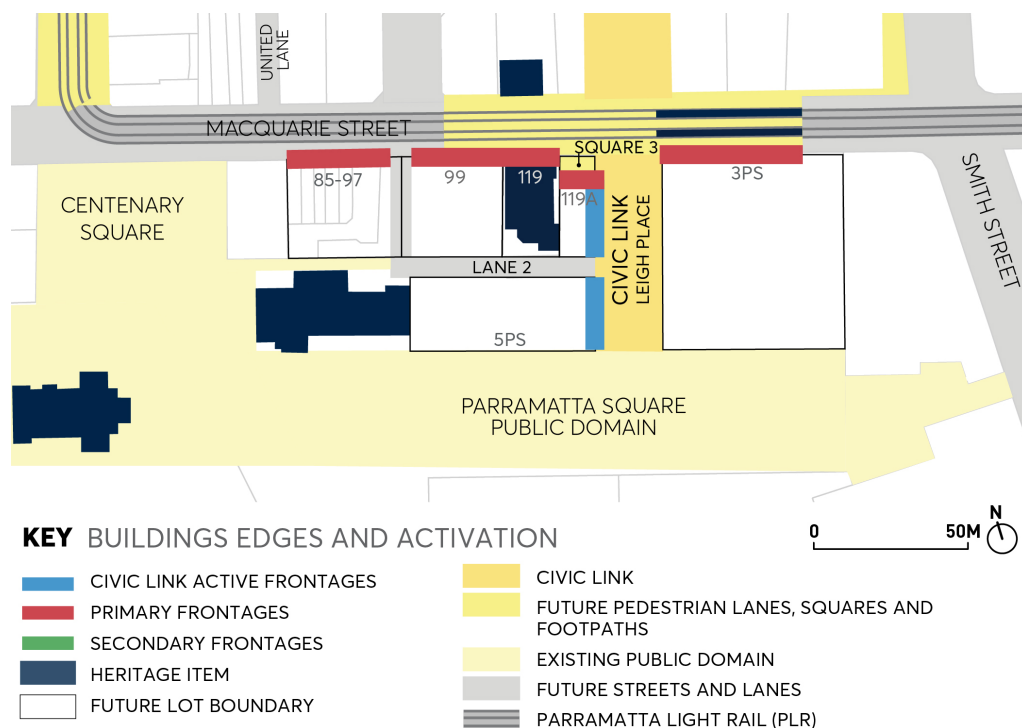 UNITED
LANE
MACQUARIE STREET
SQUARE 3
85-97
99
119
119A
3PS
SMITH STREET
CENTENARY
SQUARE
CIVIC LINK
LEIGH PLACE
LANE 2
5PS
PARRAMATTA SQUARE
PUBLIC DOMAIN
KEY BUILDINGS EDGES AND ACTIVATION
0 50M
N
CIVIC LINK ACTIVE FRONTAGES
PRIMARY FRONTAGES
SECONDARY FRONTAGES
HERITAGE ITEM
FUTURE LOT BOUNDARY
CIVIC LINK
FUTURE PEDESTRIAN LANES, SQUARES AND
FOOTPATHS
EXISTING PUBLIC DOMAIN
FUTURE STREETS AND LANES
PARRAMATTA LIGHT RAIL (PLR)